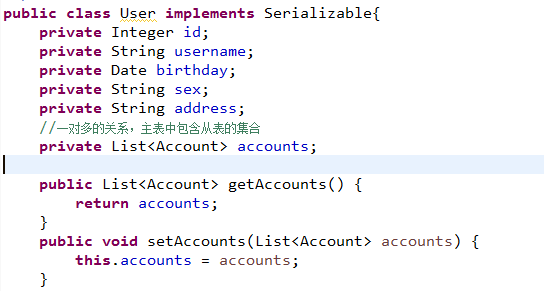 public class User implements Serializable{
    private Integer id;
    private String username;
    private Date birthday;
    private String sex;
    private String address;
    //一对多的关系，主表中包含从表的集合
    private List<Account> accounts;
    public List<Account> getAccounts() {
        return accounts;
    }
    public void setAccounts(List<Account> accounts) {
        this.accounts = accounts;
    }